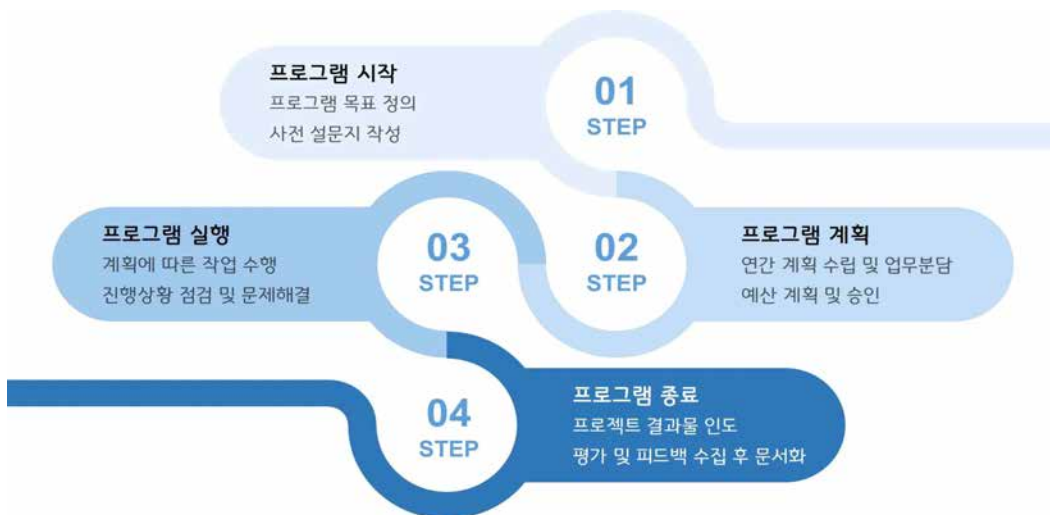 프로그램 시작
프로그램 목표 정의
사전 설문지 작성
01
STEP
02
STEP
프로그램 계획
연간 계획 수립 및 업무분담
예산 계획 및 승인
프로그램 실행
계획에 따른 작업 수행
진행상황 점검 및 문제해결
03
STEP
04
STEP
프로그램 종료
프로젝트 결과물 인도
평가 및 피드백 수집 후 문서화